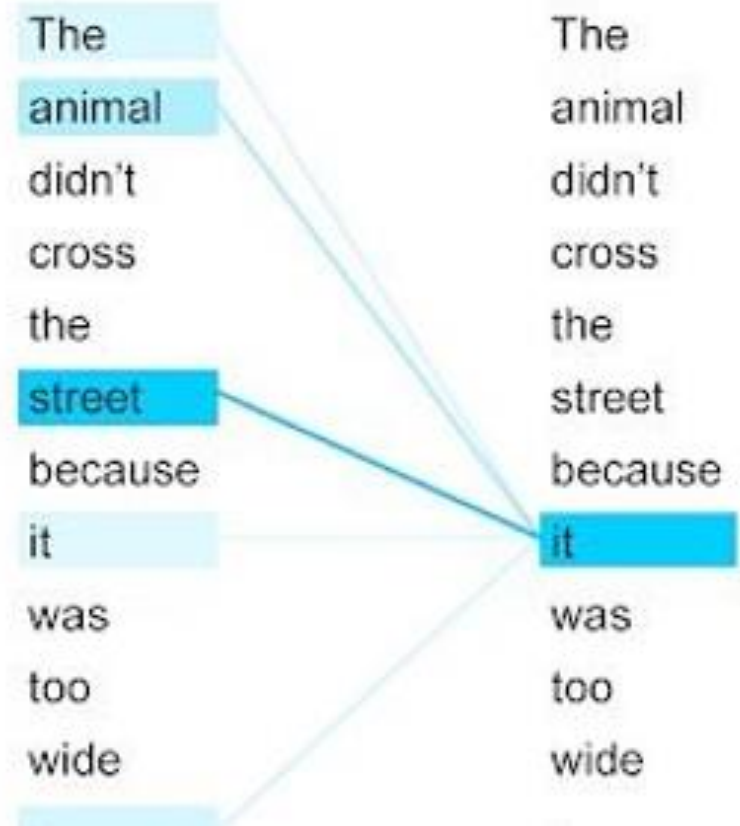 The
animal
didn't
cross
the
street
because
it
was
too
wide
The
animal
didn't
cross
the
street
because
it
was
too
wide